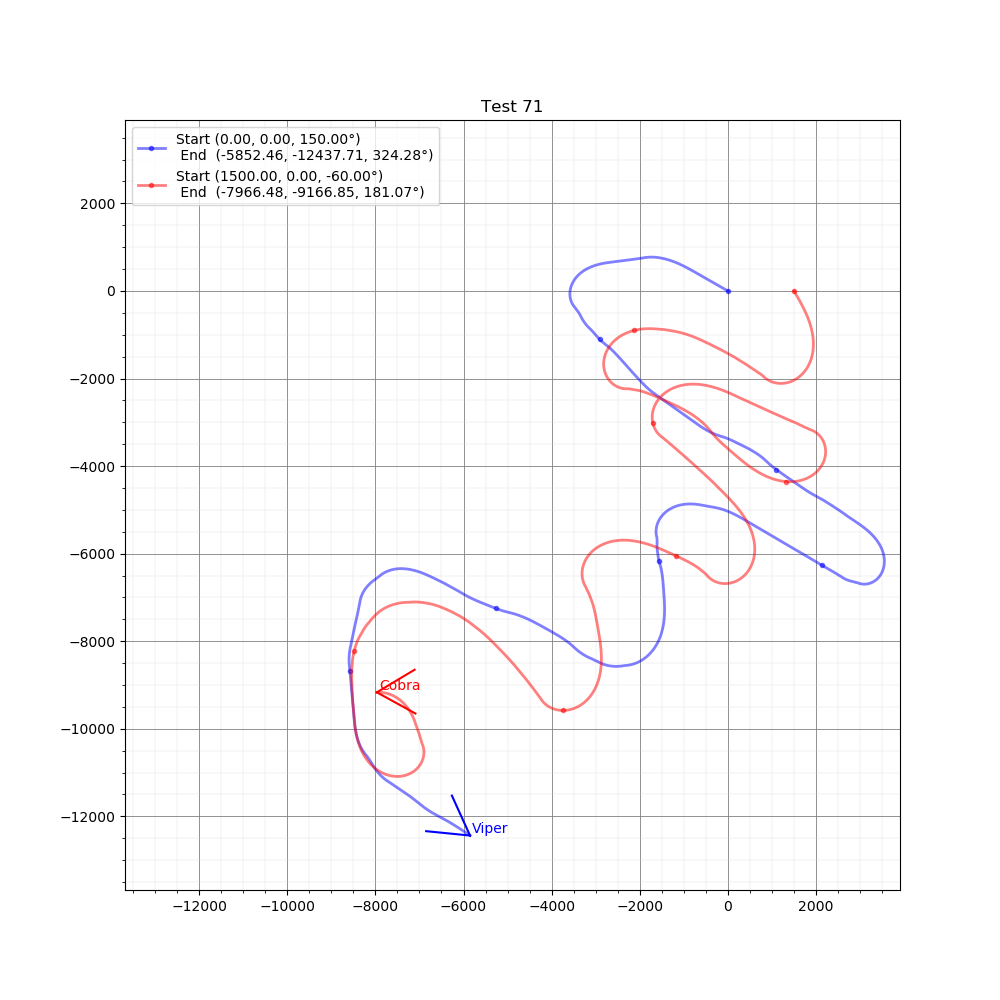 Test 71
Start (0.00, 0.00, 150.00°)
End (-5852.46, -12437.71, 324.28°)
Start (1500.00, 0.00, -60.00°)
End (-7966.48, -9166.85, 181.07°)
2000
0
−2000
−4000
−6000
−8000
−10000
−12000
Cobra
Viper
−12000 −10000 −8000 −6000 −4000 −2000 0 2000